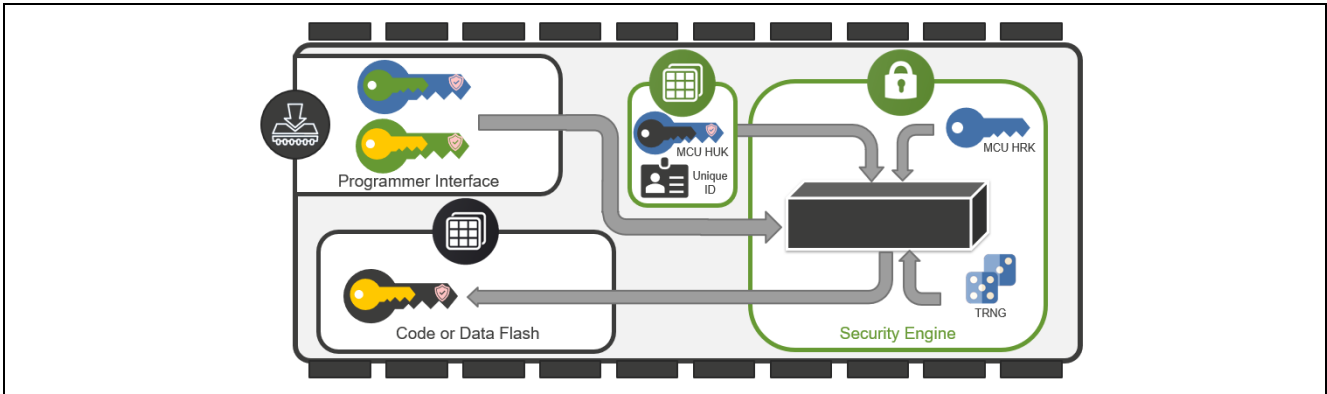 MCU HUK
Unique
ID
MCU HRK
Programmer Interface
Code or Data Flash
TRNG
Security Engine